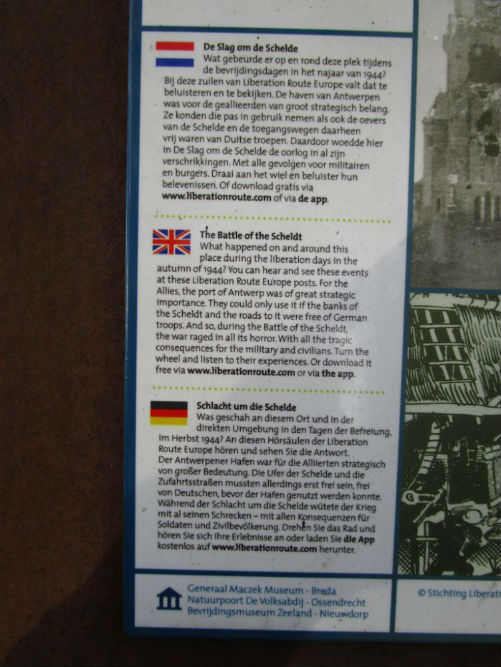 De Slag om de Schelde
Wat gebeurde er op en rond deze plek tijdens
de bevrijdingsdagen in het najaar van 1944?
Bij deze zuilen van Liberation Route Europe valt dat te
beluisteren en te bekijken. De haven van Antwerpen
was voor de geallieerden van groot strategisch belang.
Ze konden die pas in gebruik nemen als ook de oevers
van de Schelde en de toegangswegen daarheen
vrij waren van Duitse troepen. Daardoor woedde hier
in De Slag om de Schelde de oorlog in al zijn
verschrikkingen. Met alle gevolgen voor militairen
en burgers. Draai aan het wiel en beluister hun
belevenissen. Of download gratis via
www.liberationroute.com of via de app.
The Battle of the Scheldt
What happened on and around this
place during the liberation days in the
autumn of 1944? You can hear and see these events
at these Liberation Route Europe posts. For the
Allies, the port of Antwerp was of great strategic
importance. They could only use it if the banks of
the Scheldt and the roads to it were free of German
troops. And so, during the Battle of the Scheldt,
the war raged in all its horror. With all the tragic
consequences for the military and civilians. Turn the
wheel and listen to their experiences. Or download it
free via www.liberationroute.com or via the app.
Schlacht um die Schelde
Was geschah an diesem Ort und in der
direkten Umgebung in den Tagen der Befreiung,
im Herbst 1944? An diesen Hörsäulen der Liberation
Route Europe hören und sehen Sie die Antwort.
Der Antwerpener Hafen war für die Alliierten strategisch
von großer Bedeutung. Die Ufer der Schelde und die
Zufahrtsstraßen mussten allerdings erst frei sein, frei
von Deutschen, bevor der Hafen genutzt werden konnte.
Während der Schlacht um die Schelde wütete der Krieg
mit al seinen Schrecken – mit allen Konsequenzen für
Soldaten und Zivilbevölkerung. Drehen Sie das Rad und
hören Sie sich ihre Erlebnisse an oder laden Sie die App
kostenlos auf www.liberationroute.com herunter.
Generaal Maczek Museum - Breda
Natuurpoort De Volksabdij - Ossendrecht
Bevrijdingsmuseum Zeeland - Nieuwdorp
© Stichting Liberati